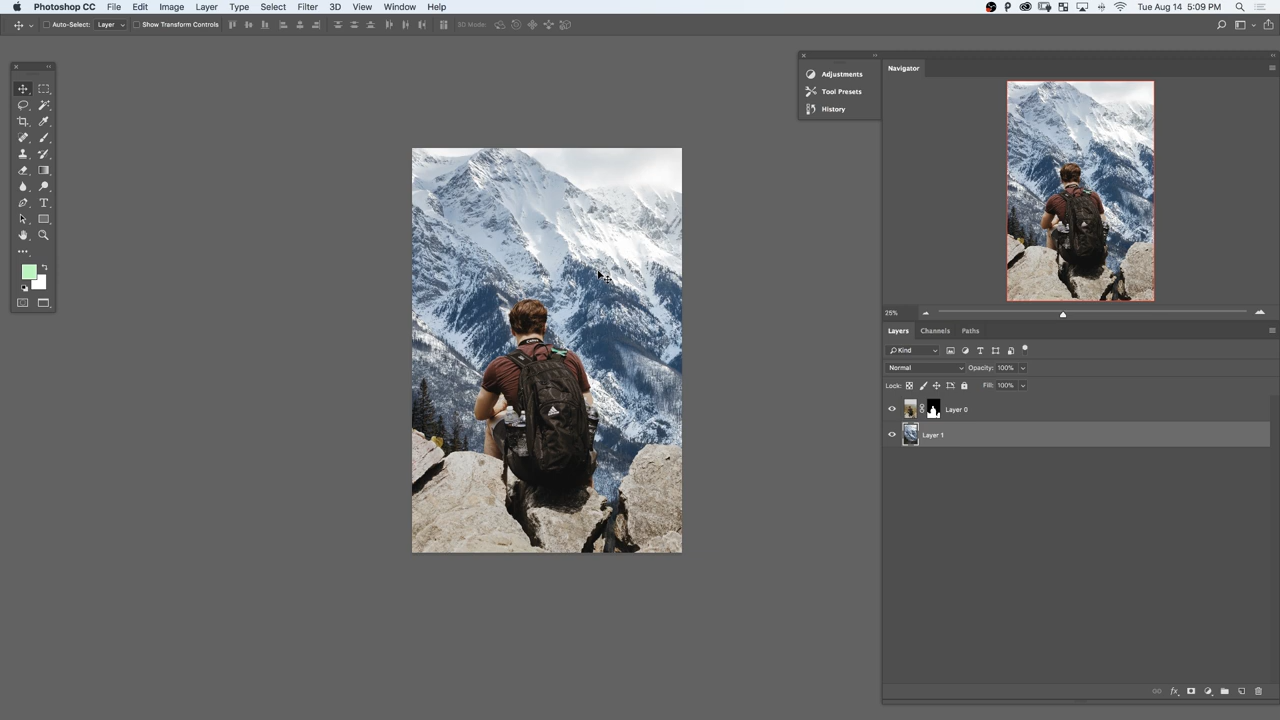 Photoshop CC File Edit Image Layer Type Select Filter 3D View Window Help Tue Aug 14 5:09 PM
Auto-Select: Layer Show Transform Controls 3D Mode:
Adjustments
Tool Presets
History
Navigator
25%
Layers Channels Paths
Kind
Normal Opacity: 100%
Lock: Fill: 100%
Layer 0
Layer 1